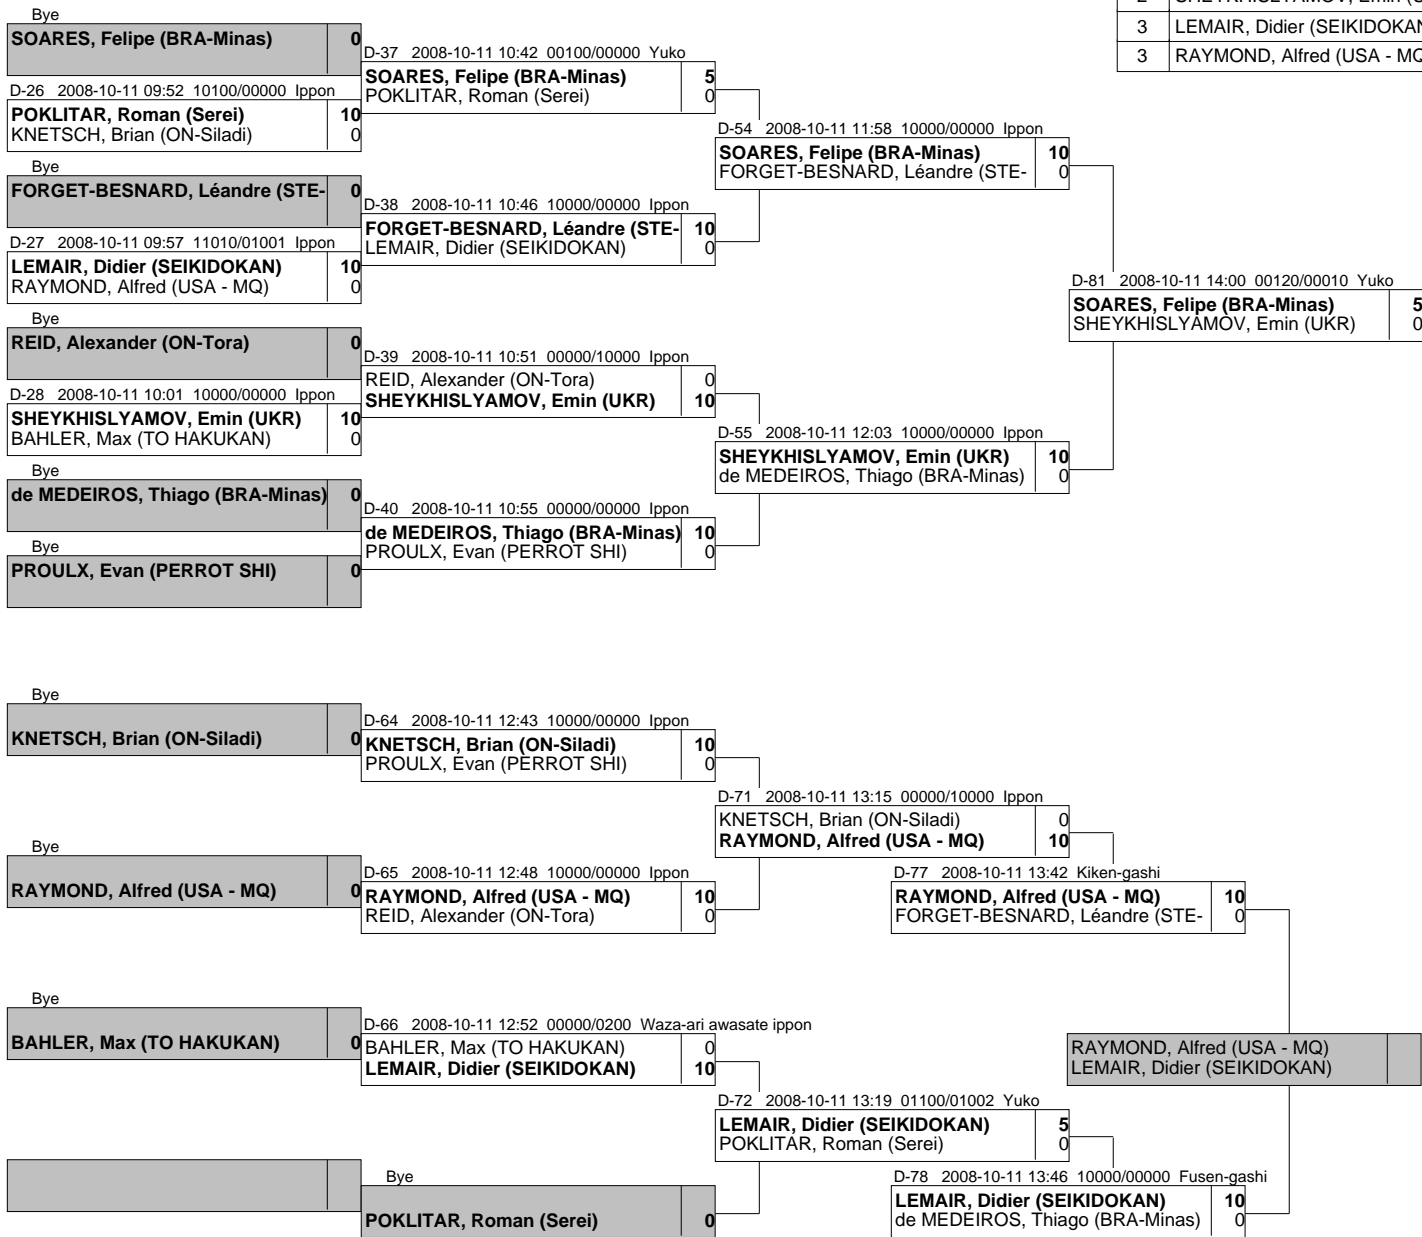 2 SHEYKHISLYAMOV, Emin
3 LEMAIR, Didier (SEIKIDOKAN
3 RAYMOND, Alfred (USA - MQ
Bye
SOARES, Felipe (BRA-Minas) 0
D-26 2008-10-11 09:52 10100/00000 Ippon
POKLITAR, Roman (Serei) 10
KNETSCH, Brian (ON-Siladi) 0
Bye
FORGET-BESNARD, Léandre (STE- 0
D-27 2008-10-11 09:57 11010/01001 Ippon
LEMAIR, Didier (SEIKIDOKAN) 10
RAYMOND, Alfred (USA - MQ) 0
Bye
REID, Alexander (ON-Tora) 0
D-28 2008-10-11 10:01 10000/00000 Ippon
SHEYKHISLYAMOV, Emin (UKR) 10
BAHLER, Max (TO HAKUKAN) 0
Bye
de MEDEIROS, Thiago (BRA-Minas) 0
Bye
PROULX, Evan (PERROT SHI) 0
D-37 2008-10-11 10:42 00100/00000 Yuko
SOARES, Felipe (BRA-Minas) 5
POKLITAR, Roman (Serei) 0
D-38 2008-10-11 10:46 10000/00000 Ippon
FORGET-BESNARD, Léandre (STE- 10
LEMAIR, Didier (SEIKIDOKAN) 0
D-39 2008-10-11 10:51 00000/10000 Ippon
REID, Alexander (ON-Tora) 0
SHEYKHISLYAMOV, Emin (UKR) 10
D-40 2008-10-11 10:55 00000/00000 Ippon
de MEDEIROS, Thiago (BRA-Minas) 10
PROULX, Evan (PERROT SHI) 0
D-54 2008-10-11 11:58 10000/00000 Ippon
SOARES, Felipe (BRA-Minas) 10
FORGET-BESNARD, Léandre (STE- 0
D-55 2008-10-11 12:03 10000/00000 Ippon
SHEYKHISLYAMOV, Emin (UKR) 10
de MEDEIROS, Thiago (BRA-Minas) 0
D-81 2008-10-11 14:00 00120/00010 Yuko
SOARES, Felipe (BRA-Minas) 5
SHEYKHISLYAMOV, Emin (UKR) 0
Bye
KNETSCH, Brian (ON-Siladi) 0
Bye
RAYMOND, Alfred (USA - MQ) 0
Bye
BAHLER, Max (TO HAKUKAN) 0
D-64 2008-10-11 12:43 10000/00000 Ippon
KNETSCH, Brian (ON-Siladi) 10
PROULX, Evan (PERROT SHI) 0
D-65 2008-10-11 12:48 10000/00000 Ippon
RAYMOND, Alfred (USA - MQ) 10
REID, Alexander (ON-Tora) 0
D-66 2008-10-11 12:52 00000/0200 Waza-ari awasate ippon
BAHLER, Max (TO HAKUKAN) 0
LEMAIR, Didier (SEIKIDOKAN) 10
Bye
POKLITAR, Roman (Serei) 0
D-71 2008-10-11 13:15 00000/10000 Ippon
KNETSCH, Brian (ON-Siladi) 0
RAYMOND, Alfred (USA - MQ) 10
D-72 2008-10-11 13:19 01100/01002 Yuko
LEMAIR, Didier (SEIKIDOKAN) 5
POKLITAR, Roman (Serei) 0
D-77 2008-10-11 13:42 Kiken-gashi
RAYMOND, Alfred (USA - MQ) 10
FORGET-BESNARD, Léandre (STE- 0
D-78 2008-10-11 13:46 10000/00000 Fusen-gashi
LEMAIR, Didier (SEIKIDOKAN) 10
de MEDEIROS, Thiago (BRA-Minas) 0
RAYMOND, Alfred (USA - MQ)
LEMAIR, Didier (SEIKIDOKAN)